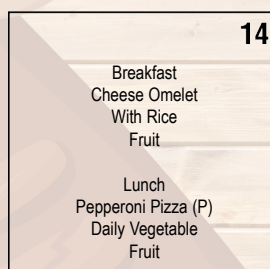 14
Breakfast
Cheese Omelet
With Rice
Fruit
Lunch
Pepperoni Pizza (P)
Daily Vegetable
Fruit